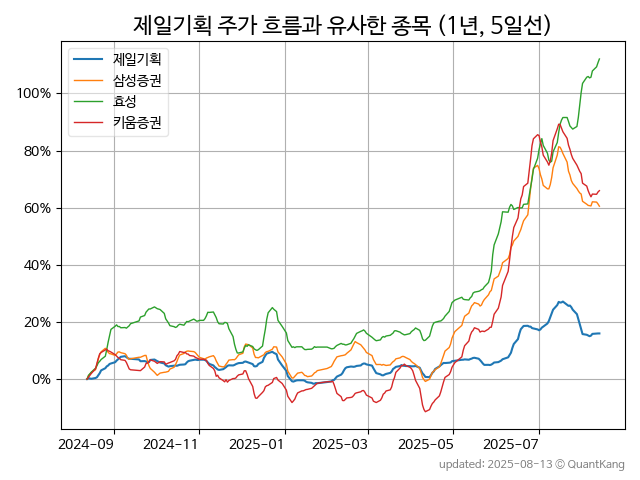 제일기획 주가 흐름과 유사한 종목 (1년, 5일선)
제일기획
삼성증권
효성
키움증권
100%
80%
60%
40%
20%
0%
2024-09
2024-11
2025-01
2025-03
2025-05
2025-07
updated: 2025-08-13 © QuantKang